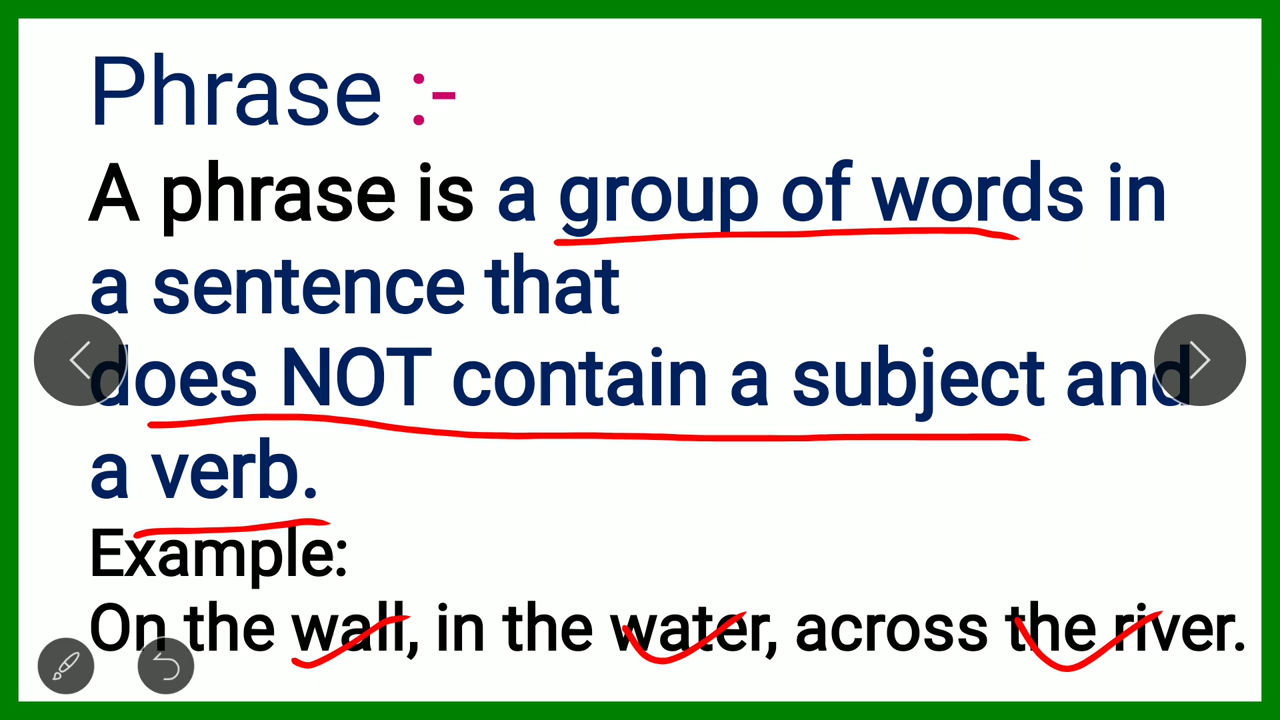 Phrase :-
A phrase is a group of words in
a sentence that
does NOT contain a subject and
a verb.
Example:
On the wall, in the water, across the river.